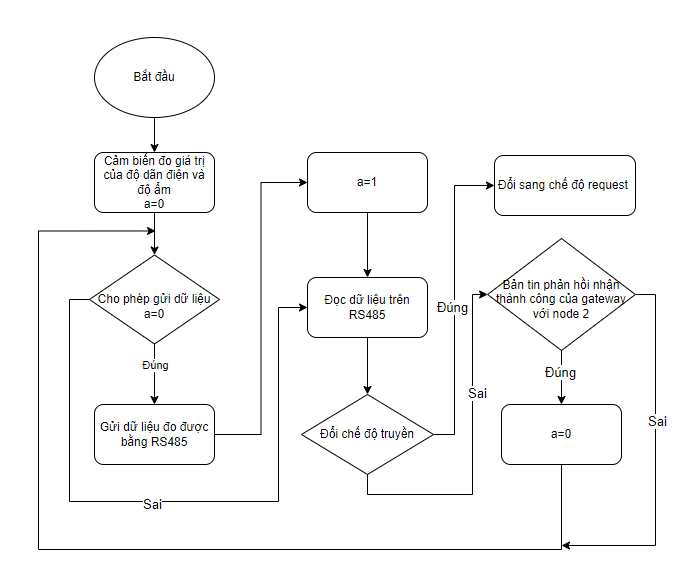 Bắt đầu
Cảm biến đo giá trị
của độ dẫn điện và
độ ẩm
a=0
Cho phép gửi dữ liệu
a=0
Đúng
Gửi dữ liệu đo được
bằng RS485
Sai
a=1
Đọc dữ liệu trên
RS485
Đổi chế độ truyền
Đúng
Sai
Đổi sang chế độ request
Bản tin phản hồi nhận
thành công của gateway
với node 2
Đúng
a=0
Sai